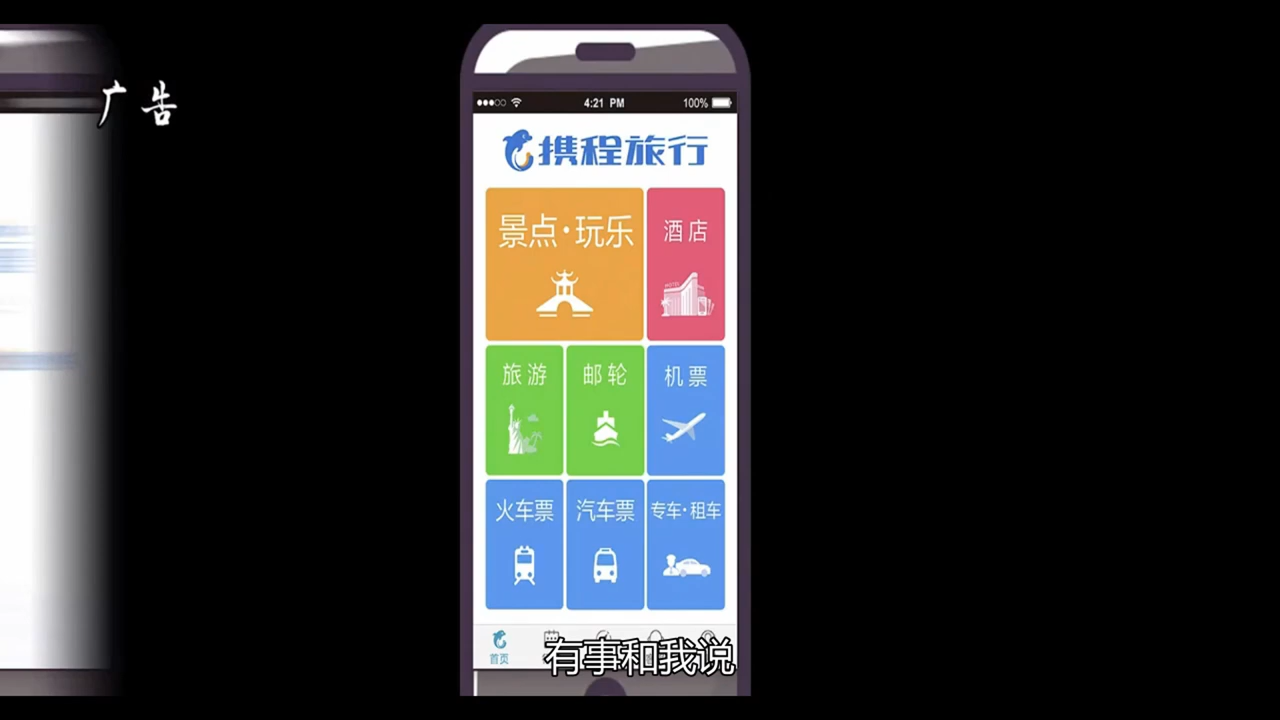 广告
4:21 PM
100%
携程旅行
景点·玩乐
酒店
HOTEL
旅游
邮轮
机票
火车票
汽车票
专车·租车
首页
有事和我说